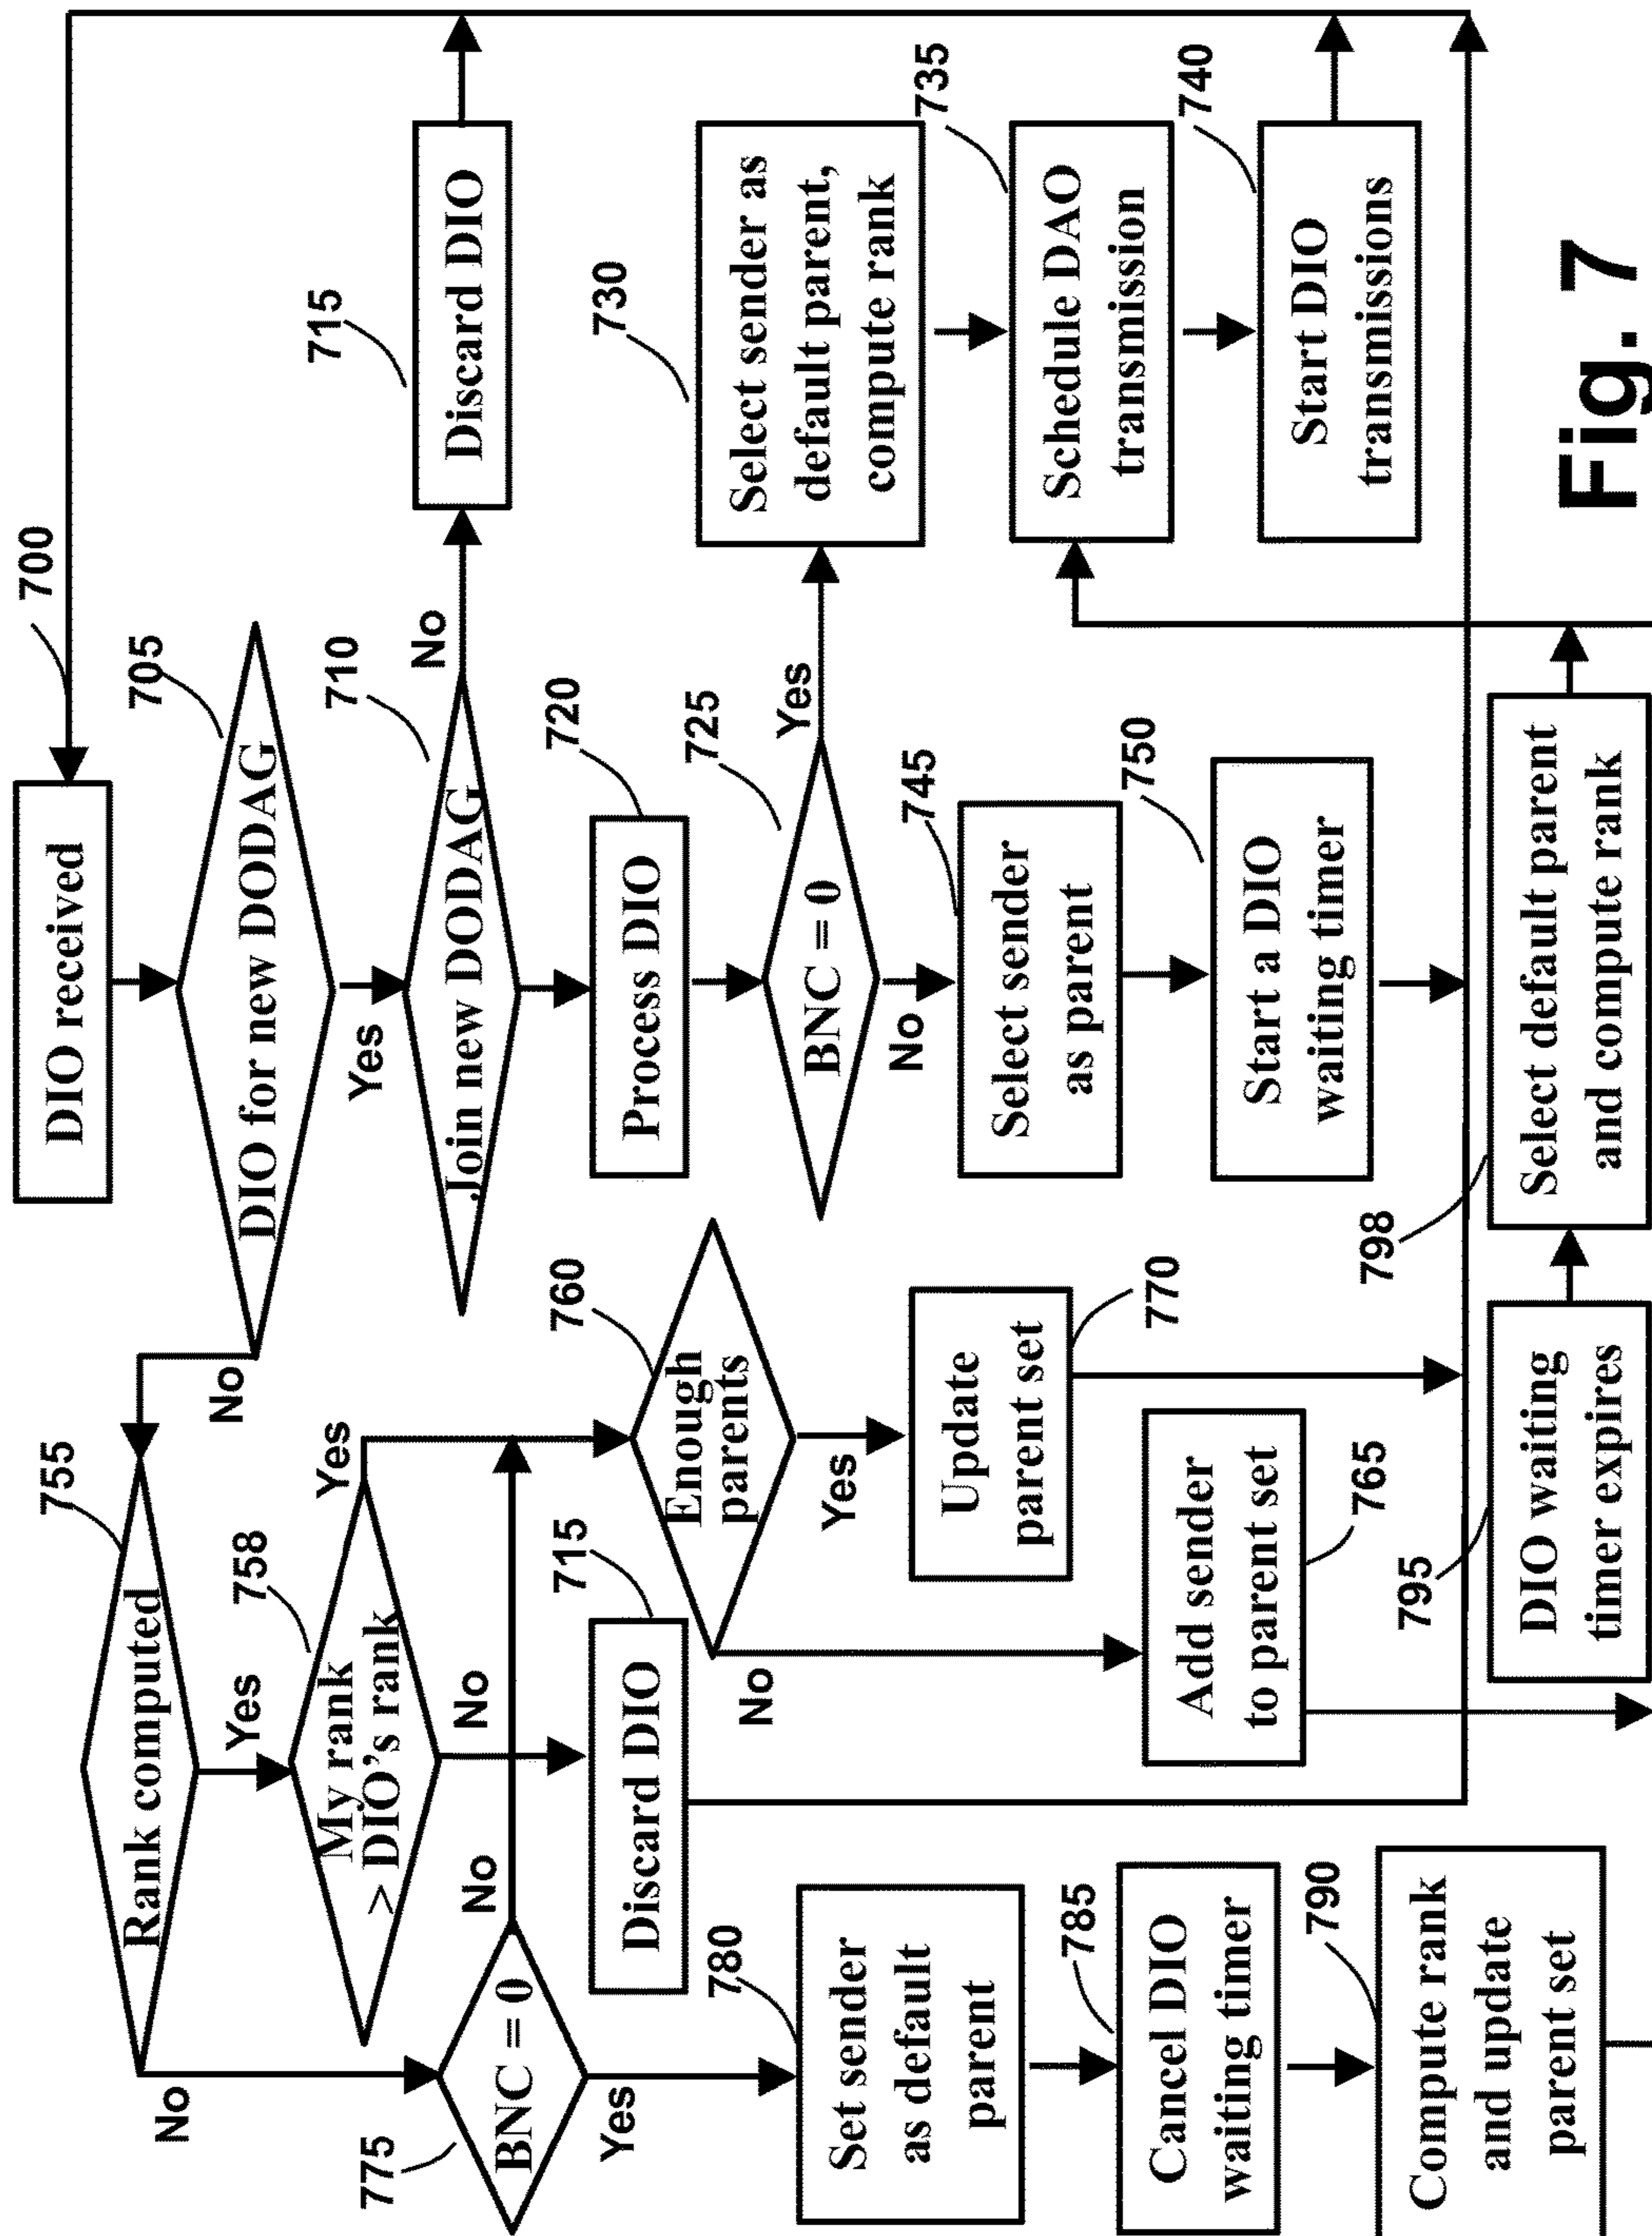 700
DIO received
705
DIO for new DODAG
No
Yes
710
Join new DODAG
No
715
Discard DIO
720
Process DIO
725
BNC = 0
Yes
No
730
Select sender as
default parent,
compute rank
735
Schedule DAO
transmission
740
Start DIO
transmissions
745
Select sender
as parent
750
Start a DIO
waiting timer
755
Rank computed
No
Yes
758
My rank
> DIO's rank
Yes
No
715
Discard DIO
760
Enough
parents
Yes
No
770
Update
parent set
765
Add sender
to parent set
775
BNC = 0
No
Yes
780
Set sender
as default
parent
785
Cancel DIO
waiting timer
790
Compute rank
and update
parent set
795
DIO waiting
timer expires
798
Select default parent
and compute rank
Fig. 7